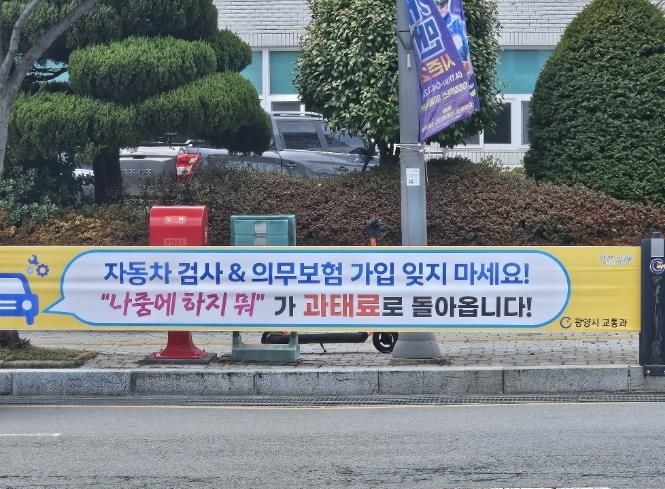 자동차 검사 & 의무보험 가입 잊지 마세요!
"나중에 하지 뭐" 가 과태료로 돌아옵니다!
광양시 교통과
POST